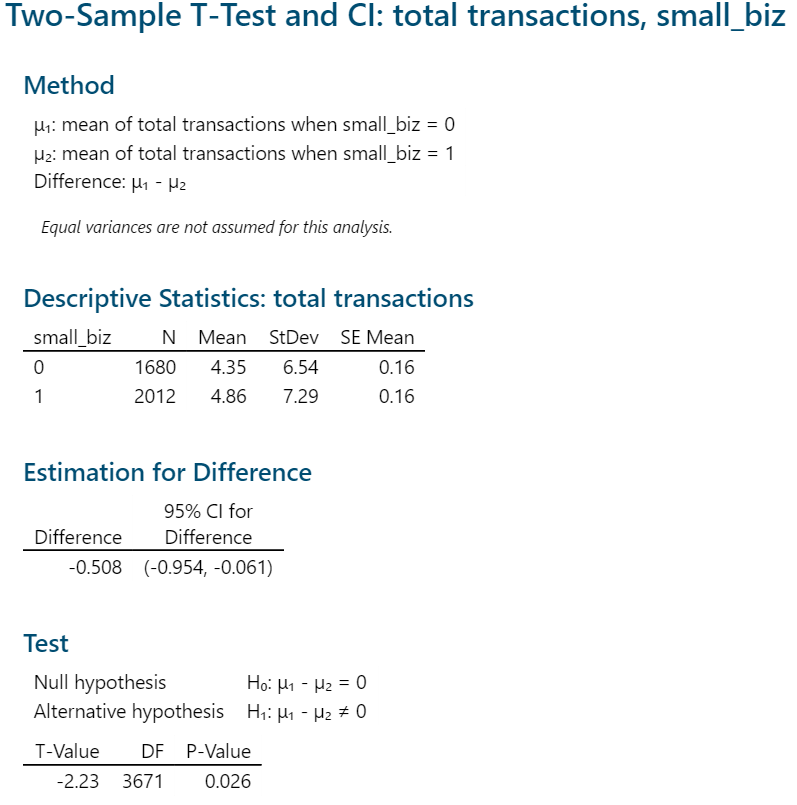 Two-Sample T-Test and CI: total transactions, small_biz
Method
μ₁: mean of total transactions when small_biz = 0
μ₂: mean of total transactions when small_biz = 1
Difference: μ₁ - μ₂
Equal variances are not assumed for this analysis.
Descriptive Statistics: total transactions
small_biz N Mean StDev SE Mean
0 1680 4.35 6.54 0.16
1 2012 4.86 7.29 0.16
Estimation for Difference
95% CI for
Difference Difference
-0.508 (-0.954, -0.061)
Test
Null hypothesis H₀: μ₁ - μ₂ = 0
Alternative hypothesis H₁: μ₁ - μ₂ ≠ 0
T-Value DF P-Value
-2.23 3671 0.026